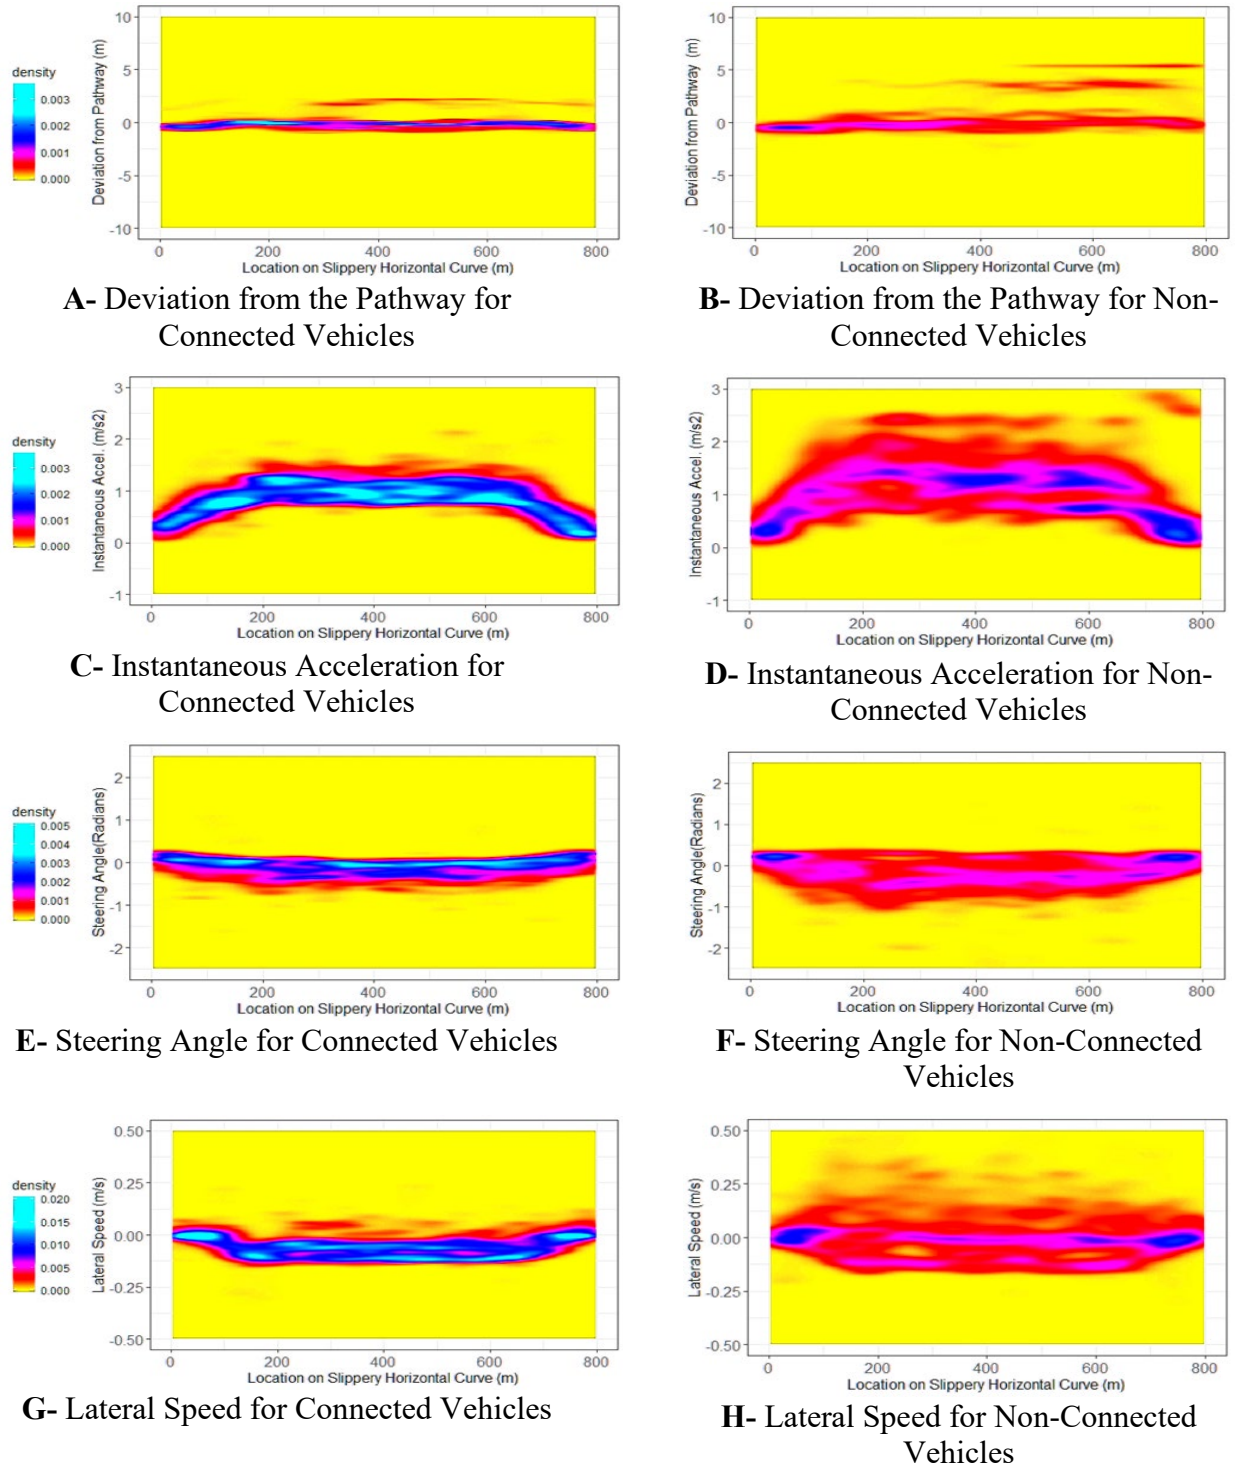 density
0.003
0.002
0.001
0.000
10
5
0
-5
-10
Deviation from Pathway (m)
0 200 400 600 800
Location on Slippery Horizontal Curve (m)
A- Deviation from the Pathway for
Connected Vehicles
10
5
0
-5
-10
Deviation from Pathway (m)
0 200 400 600 800
Location on Slippery Horizontal Curve (m)
B- Deviation from the Pathway for Non-
Connected Vehicles
density
0.003
0.002
0.001
0.000
3
2
1
0
-1
Instantaneous Accel. (m/s2)
0 200 400 600 800
Location on Slippery Horizontal Curve (m)
C- Instantaneous Acceleration for
Connected Vehicles
3
2
1
0
-1
Instantaneous Accel. (m/s2)
0 200 400 600 800
Location on Slippery Horizontal Curve (m)
D- Instantaneous Acceleration for Non-
Connected Vehicles
density
0.005
0.004
0.003
0.002
0.001
0.000
2
1
0
-1
-2
Steering Angle(Radians)
0 200 400 600 800
Location on Slippery Horizontal Curve (m)
E- Steering Angle for Connected Vehicles
2
1
0
-1
-2
Steering Angle(Radians)
0 200 400 600 800
Location on Slippery Horizontal Curve (m)
F- Steering Angle for Non-Connected
Vehicles
density
0.020
0.015
0.010
0.005
0.000
0.50
0.25
0.00
-0.25
-0.50
Lateral Speed (m/s)
0 200 400 600 800
Location on Slippery Horizontal Curve (m)
G- Lateral Speed for Connected Vehicles
0.50
0.25
0.00
-0.25
-0.50
Lateral Speed (m/s)
0 200 400 600 800
Location on Slippery Horizontal Curve (m)
H- Lateral Speed for Non-Connected
Vehicles